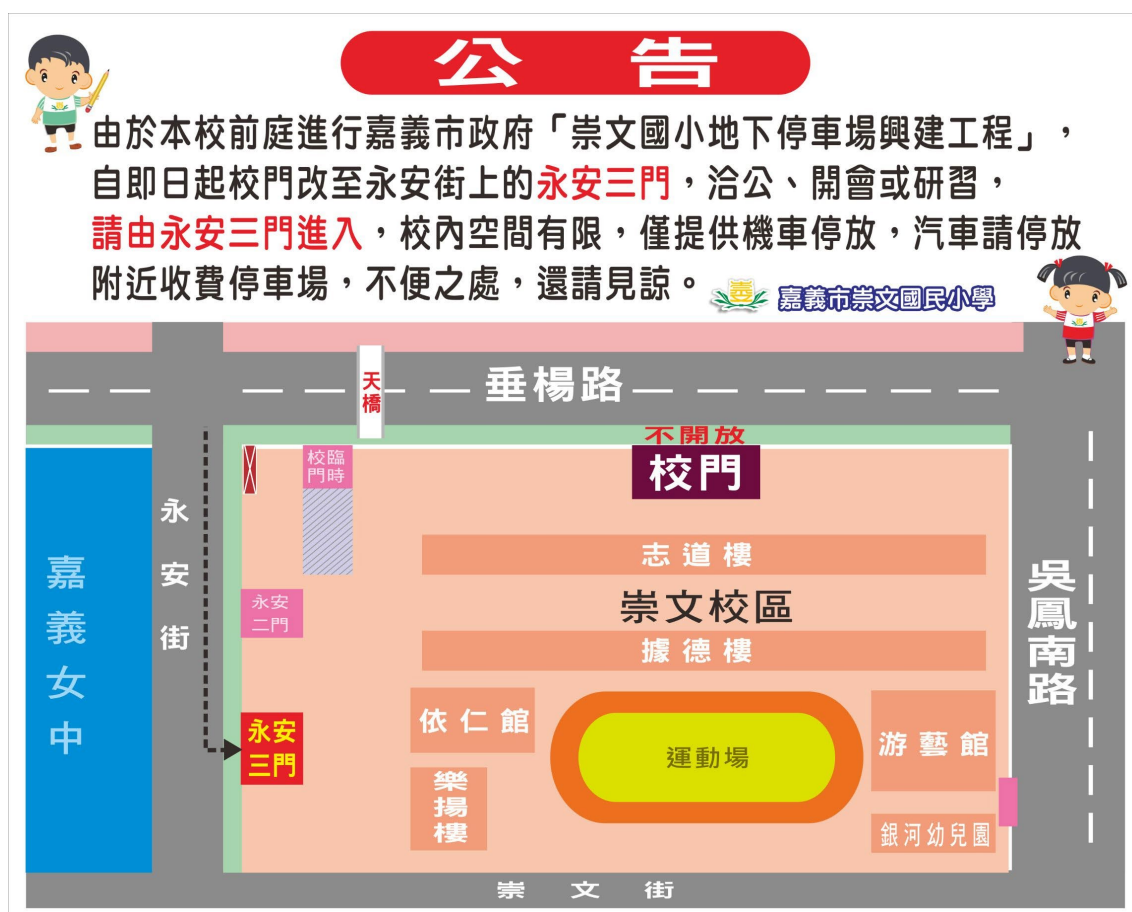 公告
由於本校前庭進行嘉義市政府「崇文國小地下停車場興建工程」，
自即日起校門改至永安街上的永安三門，洽公、開會或研習，
請由永安三門進入，校內空間有限，僅提供機車停放，汽車請停放
附近收費停車場，不便之處，還請見諒。
嘉義市崇文國民小學
垂楊路
天橋
不開放
校門
臨時
校門
永安街
志道樓
嘉義女中
吳鳳南路
永安
二門
崇文校區
據德樓
依仁館
永安
三門
運動場
游藝館
樂揚樓
銀河幼兒園
崇文街